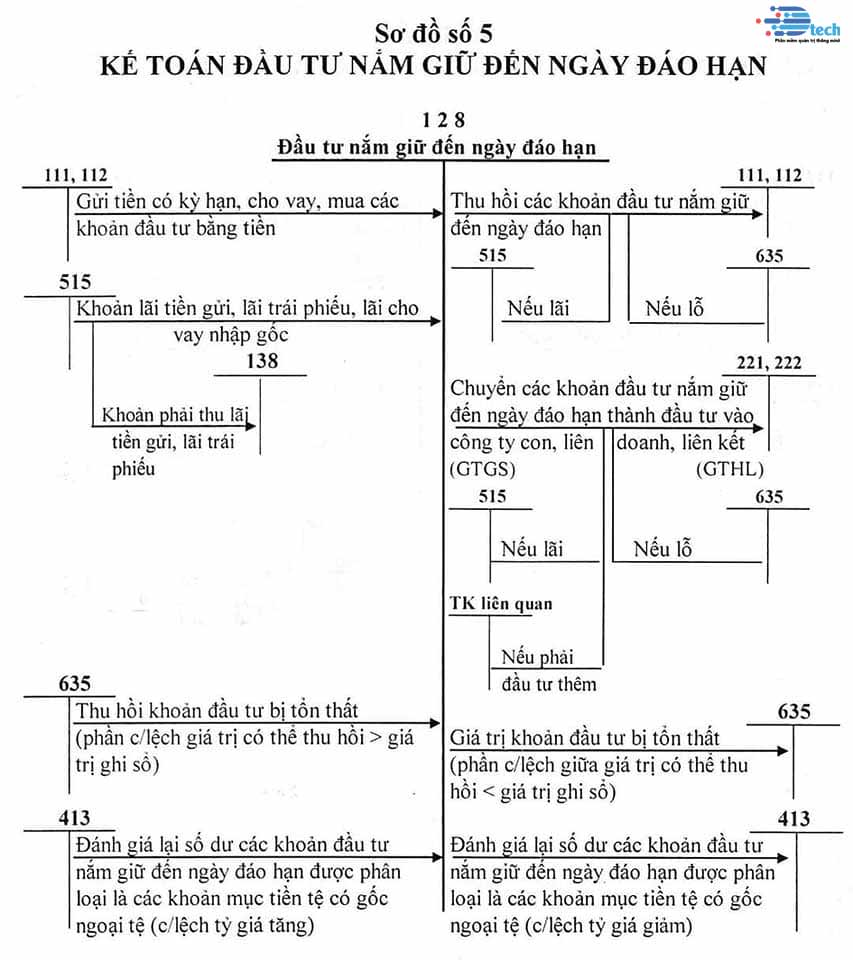 Dtech
Phần mềm quản trị thông minh
Sơ đồ số 5
KẾ TOÁN ĐẦU TƯ NẮM GIỮ ĐẾN NGÀY ĐÁO HẠN
1 2 8
Đầu tư nắm giữ đến ngày đáo hạn
111, 112
Gửi tiền có kỳ hạn, cho vay, mua các
khoản đầu tư bằng tiền
515
Khoản lãi tiền gửi, lãi trái phiếu, lãi cho
vay nhập gốc
138
Khoản phải thu lãi
tiền gửi, lãi trái
phiếu
635
Thu hồi khoản đầu tư bị tổn thất
(phần c/lệch giá trị có thể thu hồi > giá
trị ghi sổ)
413
Đánh giá lại số dư các khoản đầu tư
nắm giữ đến ngày đáo hạn được phân
loại là các khoản mục tiền tệ có gốc
ngoại tệ (c/lệch tỷ giá tăng)
111, 112
Thu hồi các khoản đầu tư nắm giữ
đến ngày đáo hạn
515
635
Nếu lãi
Nếu lỗ
221, 222
Chuyển các khoản đầu tư nắm giữ
đến ngày đáo hạn thành đầu tư vào
công ty con, liên doanh, liên kết
(GTGS) (GTHL)
515
635
Nếu lãi
Nếu lỗ
TK liên quan
Nếu phải
đầu tư thêm
635
Giá trị khoản đầu tư bị tổn thất
(phần c/lệch giữa giá trị có thể thu
hồi < giá trị ghi sổ)
413
Đánh giá lại số dư các khoản đầu tư
nắm giữ đến ngày đáo hạn được phân
loại là các khoản mục tiền tệ có gốc
ngoại tệ (c/lệch tỷ giá giảm)